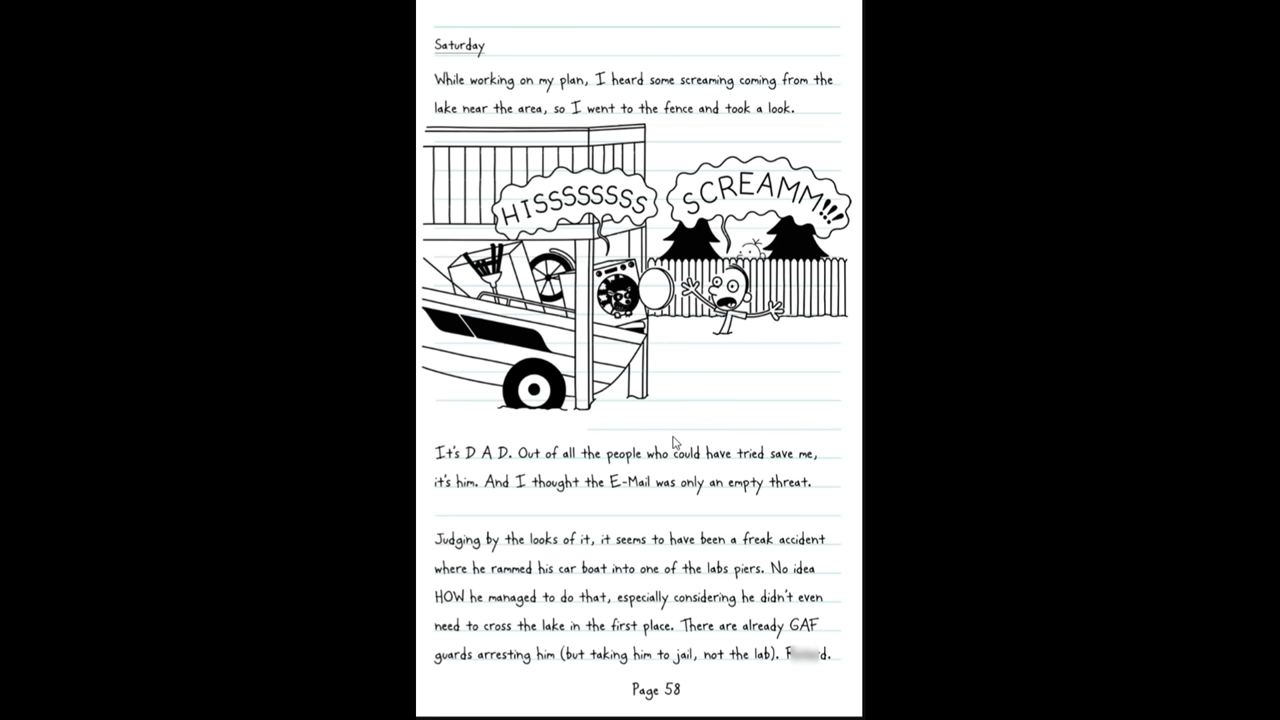 Saturday
While working on my plan, I heard some screaming coming from the
lake near the area, so I went to the fence and took a look.
HISSSSSSSS
SCREAMM!!!
It's D A D. Out of all the people who could have tried save me,
it's him. And I thought the E-Mail was only an empty threat.
Judging by the looks of it, it seems to have been a freak accident
where he rammed his car boat into one of the labs piers. No idea
HOW he managed to do that, especially considering he didn't even
need to cross the lake in the first place. There are already GAF
guards arresting him (but taking him to jail, not the lab).
Page 58